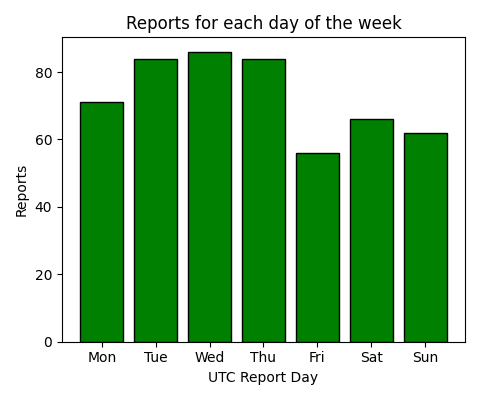 Reports for each day of the week
Reports
80
60
40
20
0
Mon Tue Wed Thu Fri Sat Sun
UTC Report Day